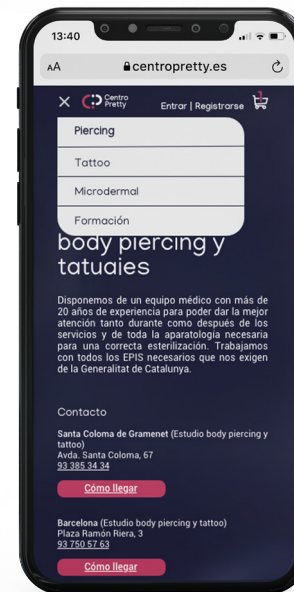 13:40
AA centropretty.es
Centro
Pretty
Entrar | Registrarse
1
Piercing
Tattoo
Microdermal
Formación
body piercing y
tatuajes
Disponemos de un equipo médico con más de
20 años de experiencia para poder dar la mejor
atención tanto durante como después de los
servicios y de toda la aparatología necesaria
para una correcta esterilización. Trabajamos
con todos los EPIS necesarios que nos exigen
de la Generalitat de Catalunya.
Contacto
Santa Coloma de Gramenet (Estudio body piercing y
tattoo)
Avda. Santa Coloma, 67
93 385 34 34
Cómo llegar
Barcelona (Estudio body piercing y tattoo)
Plaza Ramón Riera, 3
93 750 57 63
Cómo llegar